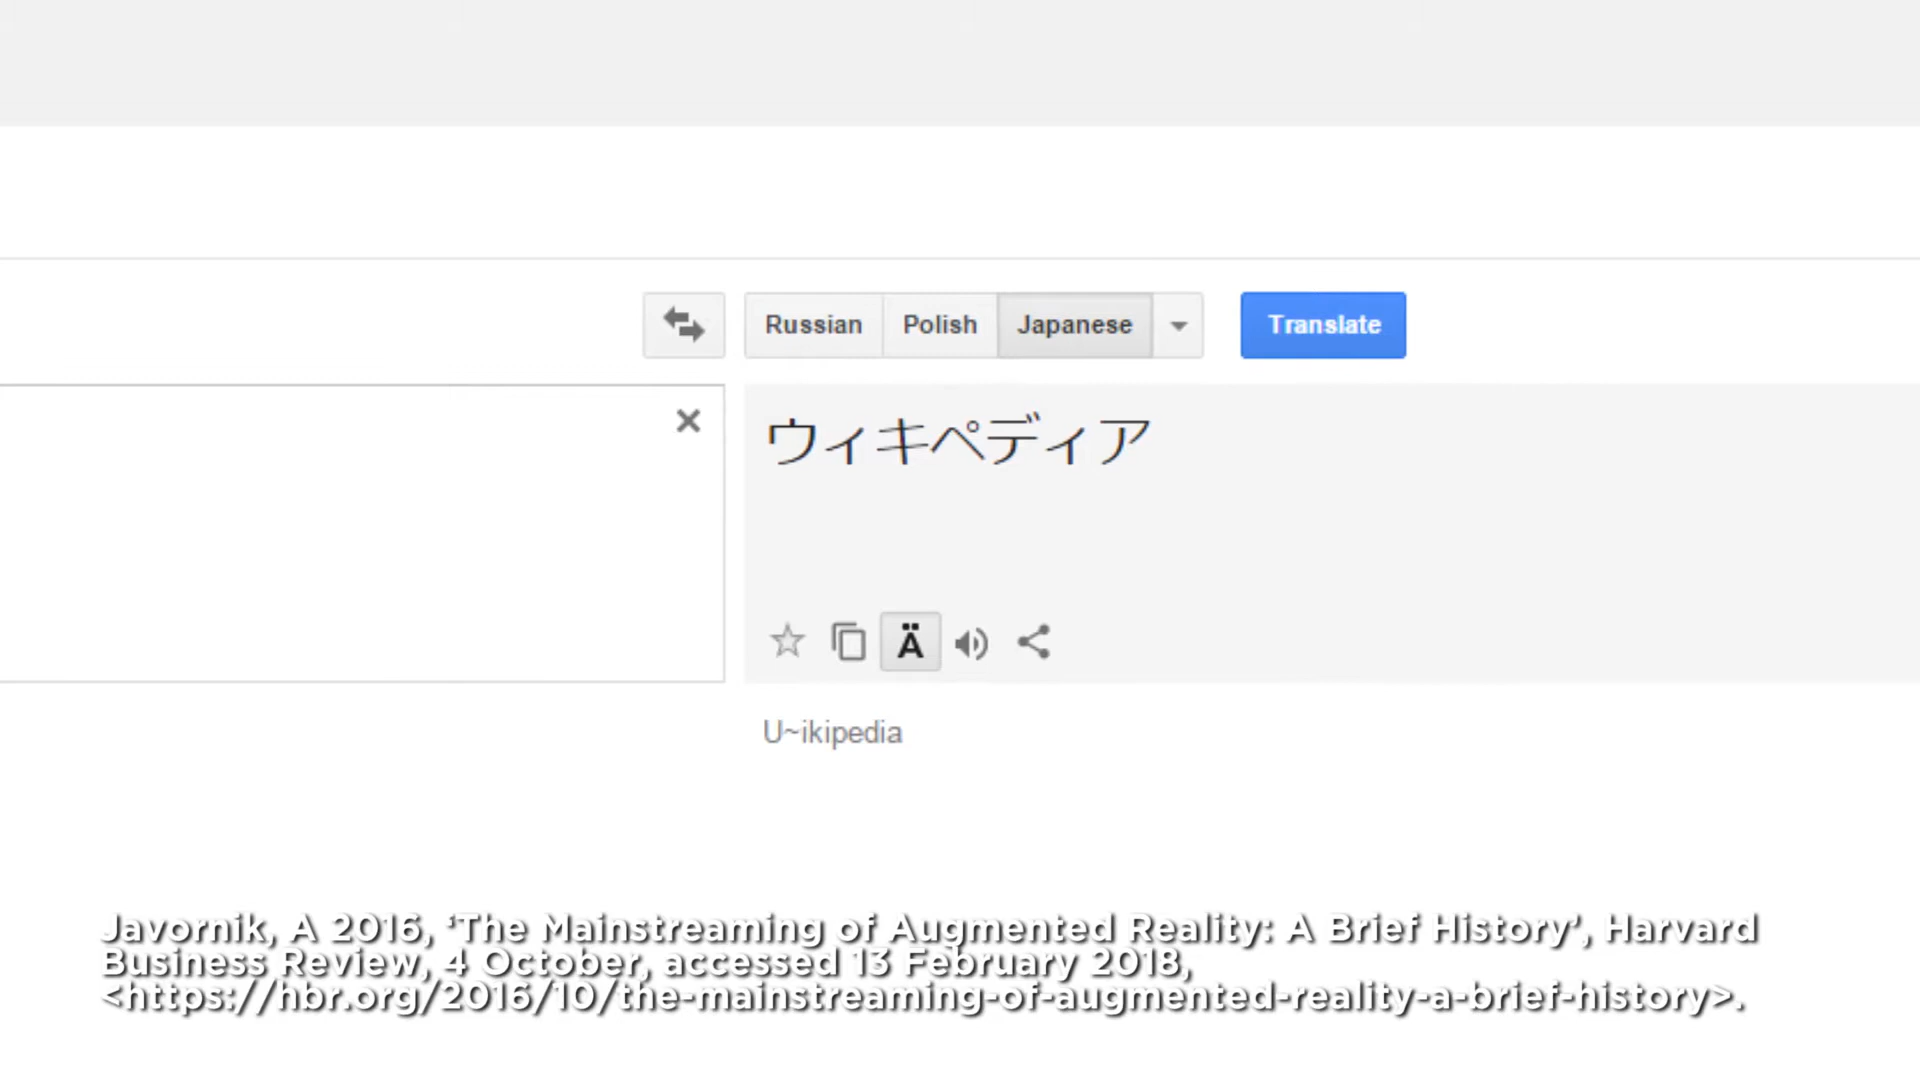 Russian Polish Japanese Translate
ウィキペディア
Ä
U~ikipedia
Javornik, A 2016, ‘The Mainstreaming of Augmented Reality: A Brief History’, Harvard
Business Review, 4 October, accessed 13 February 2018,
<https://hbr.org/2016/10/the-mainstreaming-of-augmented-reality-a-brief-history>.